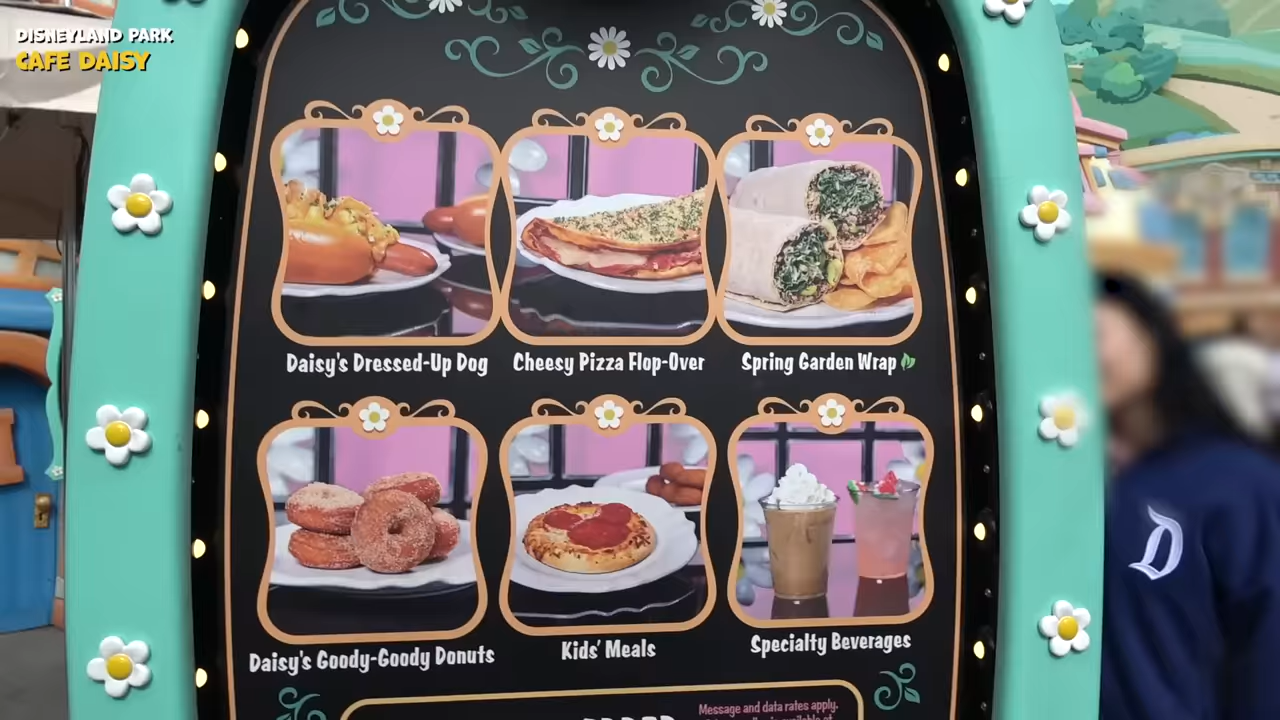 DISNEYLAND PARK
CAFE DAISY
Daisy's Dressed-Up Dog
Cheesy Pizza Flop-Over
Spring Garden Wrap
Daisy's Goody-Goody Donuts
Kids' Meals
Specialty Beverages
Message and data rates apply.
D